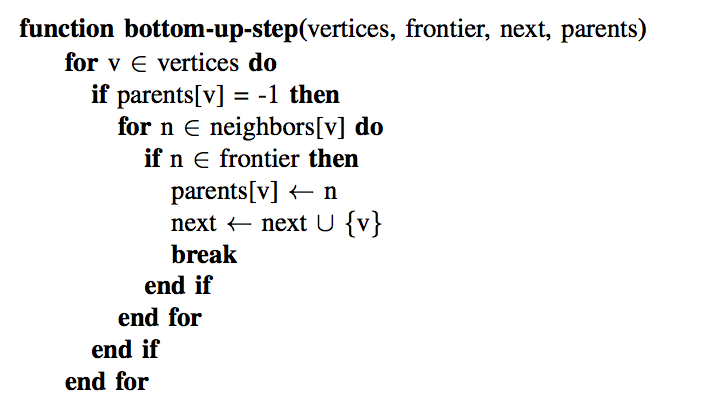 function bottom-up-step(vertices, frontier, next, parents)
for v ∈ vertices do
if parents[v] = -1 then
for n ∈ neighbors[v] do
if n ∈ frontier then
parents[v] ← n
next ← next ∪ {v}
break
end if
end for
end if
end for